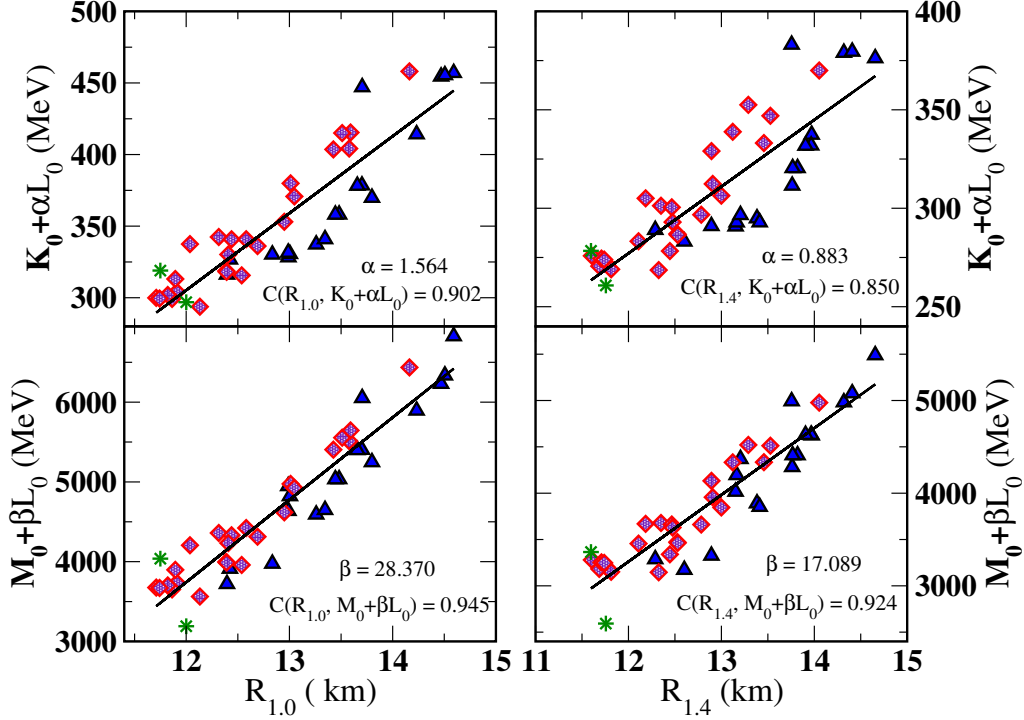 500
450
400
350
300
K₀+αL₀ (MeV)
α = 1.564
C(R₁.₀, K₀+αL₀) = 0.902
400
350
300
250
K₀+αL₀ (MeV)
α = 0.883
C(R₁.₄, K₀+αL₀) = 0.850
6000
5000
4000
3000
M₀+βL₀ (MeV)
β = 28.370
C(R₁.₀, M₀+βL₀) = 0.945
12
13
14
15
R₁.₀ ( km)
5000
4000
3000
M₀+βL₀ (MeV)
β = 17.089
C(R₁.₄, M₀+βL₀) = 0.924
11
12
13
14
15
R₁.₄ (km)